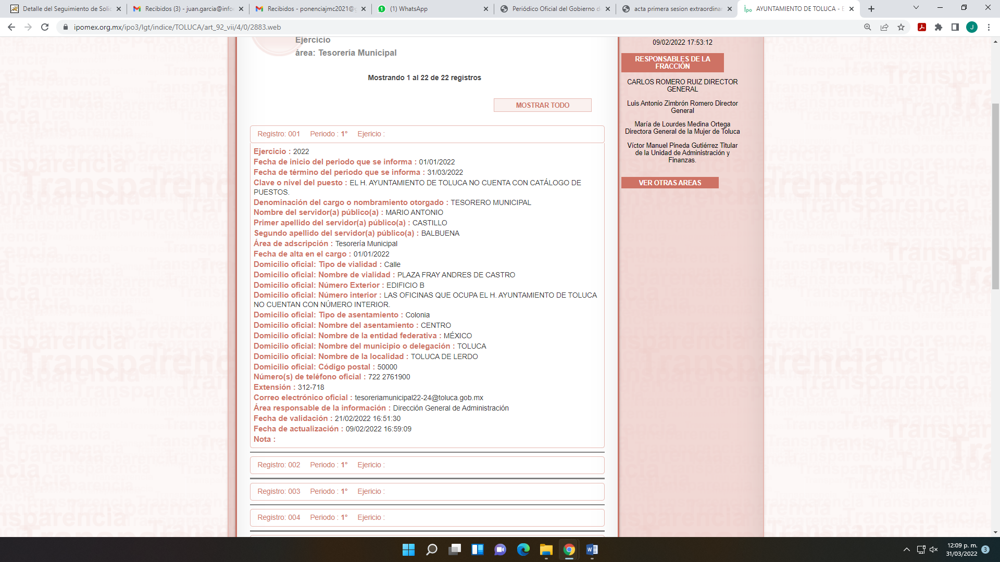 Detalle del Seguimiento de Solic
Recibidos (3) - juan.garcia@info
Recibidos - ponenciajmc2021@g
(1) WhatsApp
Periódico Oficial del Gobierno d
acta primera sesion extraordinar
AYUNTAMIENTO DE TOLUCA - E
ipomex.org.mx/ipo3/lgt/indice/TOLUCA/art_92_vii/4/0/2883.web
J
Ejercicio
área: Tesorería Municipal
Mostrando 1 al 22 de 22 registros
MOSTRAR TODO
Registro: 001 Periodo : 1° Ejericio :
Ejercicio : 2022
Fecha de inicio del periodo que se informa : 01/01/2022
Fecha de término del periodo que se informa : 31/03/2022
Clave o nivel del puesto : EL H. AYUNTAMIENTO DE TOLUCA NO CUENTA CON CATÁLOGO DE
PUESTOS.
Denominación del cargo o nombramiento otorgado : TESORERO MUNICIPAL
Nombre del servidor(a) público(a) : MARIO ANTONIO
Primer apellido del servidor(a) público(a) : CASTILLO
Segundo apellido del servidor(a) público(a) : BALBUENA
Área de adscripción : Tesorería Municipal
Fecha de alta en el cargo : 01/01/2022
Domicilio oficial: Tipo de vialidad : Calle
Domicilio oficial: Nombre de vialidad : PLAZA FRAY ANDRES DE CASTRO
Domicilio oficial: Número Exterior : EDIFICIO B
Domicilio oficial: Número interior : LAS OFICINAS QUE OCUPA EL H. AYUNTAMIENTO DE TOLUCA
NO CUENTAN CON NÚMERO INTERIOR.
Domicilio oficial: Tipo de asentamiento : Colonia
Domicilio oficial: Nombre del asentamiento : CENTRO
Domicilio oficial: Nombre de la entidad federativa : MÉXICO
Domicilio oficial: Nombre del municipio o delegación : TOLUCA
Domicilio oficial: Nombre de la localidad : TOLUCA DE LERDO
Domicilio oficial: Código postal : 50000
Número(s) de teléfono oficial : 722 2761900
Extensión : 312-718
Correo electrónico oficial : tesoreriamunicipal22-24@toluca.gob.mx
Área responsable de la información : Dirección General de Administración
Fecha de validación : 21/02/2022 16:51:30
Fecha de actualización : 09/02/2022 16:59:09
Nota :
Registro: 002 Periodo : 1° Ejericio :
Registro: 003 Periodo : 1° Ejericio :
Registro: 004 Periodo : 1° Ejericio :
09/02/2022 17:53:12
RESPONSABLES DE LA
FRACCIÓN
CARLOS ROMERO RUIZ DIRECTOR
GENERAL
Luis Antonio Zimbrón Romero Director
General
María de Lourdes Medina Ortega
Directora General de la Mujer de Toluca
Víctor Manuel Pineda Gutiérrez Titular
de la Unidad de Administración y
Finanzas.
VER OTRAS AREAS
12:09 p. m.
31/03/2022
3